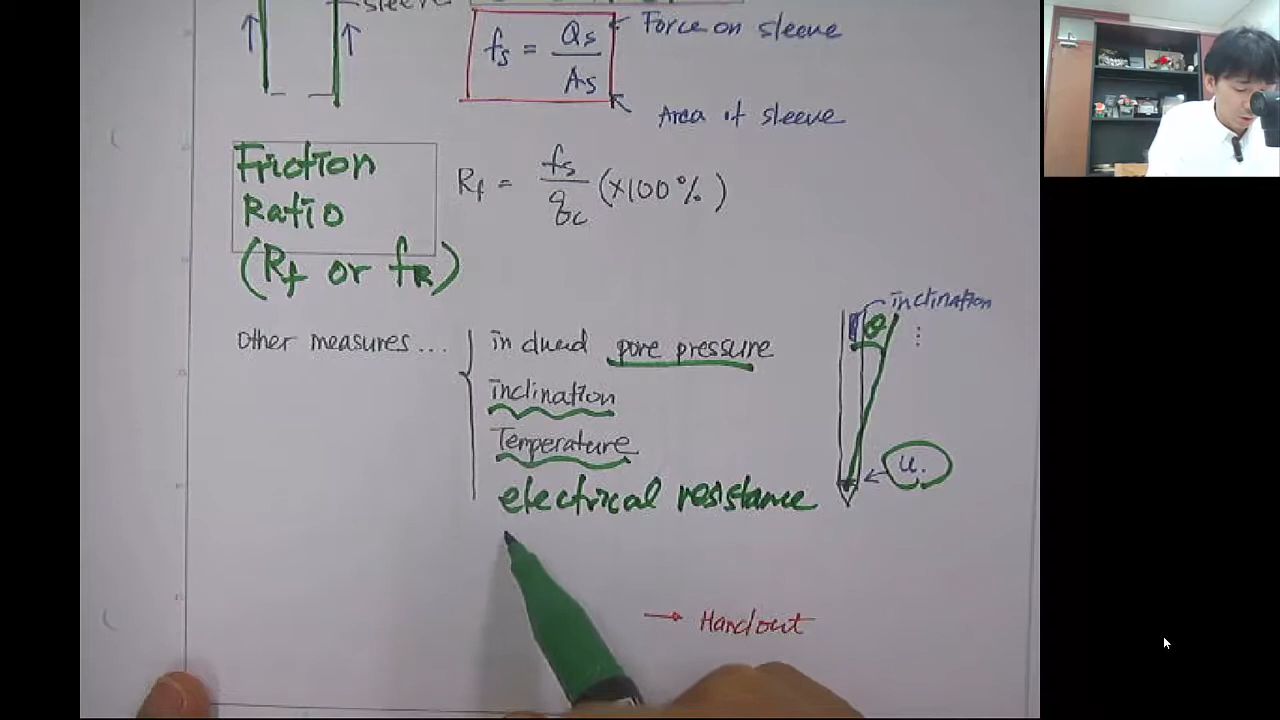 sleeve
fs = Qs / As
Force on sleeve
Area of sleeve
Friction
Ratio
(Rf or fR)
Rf = fs / qc (×100%)
Other measures...
induced pore pressure
inclination
Temperature
electrical resistance
inclination
θ
u.
→ Handout